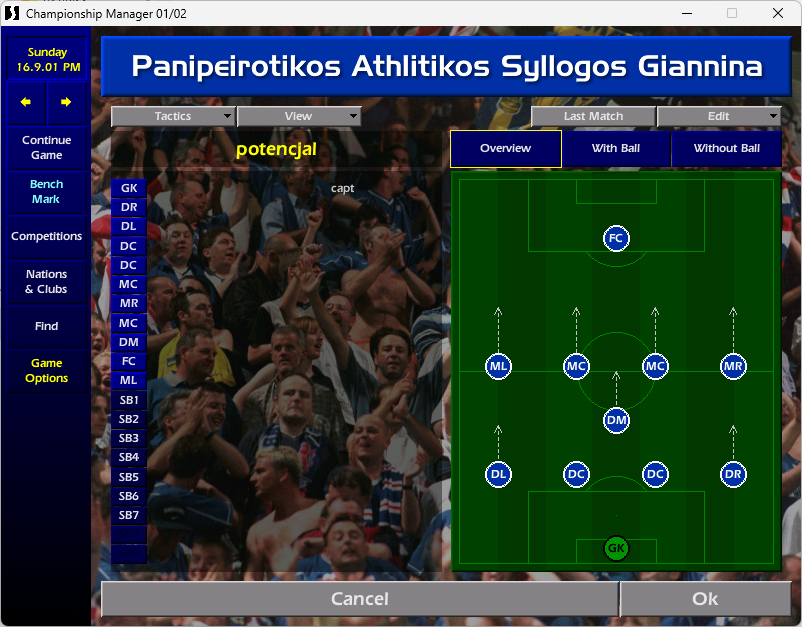 Championship Manager 01/02
Sunday
16.9.01 PM
Continue
Game
Bench
Mark
Competitions
Nations
& Clubs
Find
Game
Options
Panipeirotikos Athlitikos Syllogos Giannina
Tactics View Last Match Edit
potencjal
GK capt
DR
DL
DC
DC
MC
MR
MC
DM
FC
ML
SB1
SB2
SB3
SB4
SB5
SB6
SB7
Overview With Ball Without Ball
FC
ML MC MC MR
DM
DL DC DC DR
GK
Cancel Ok